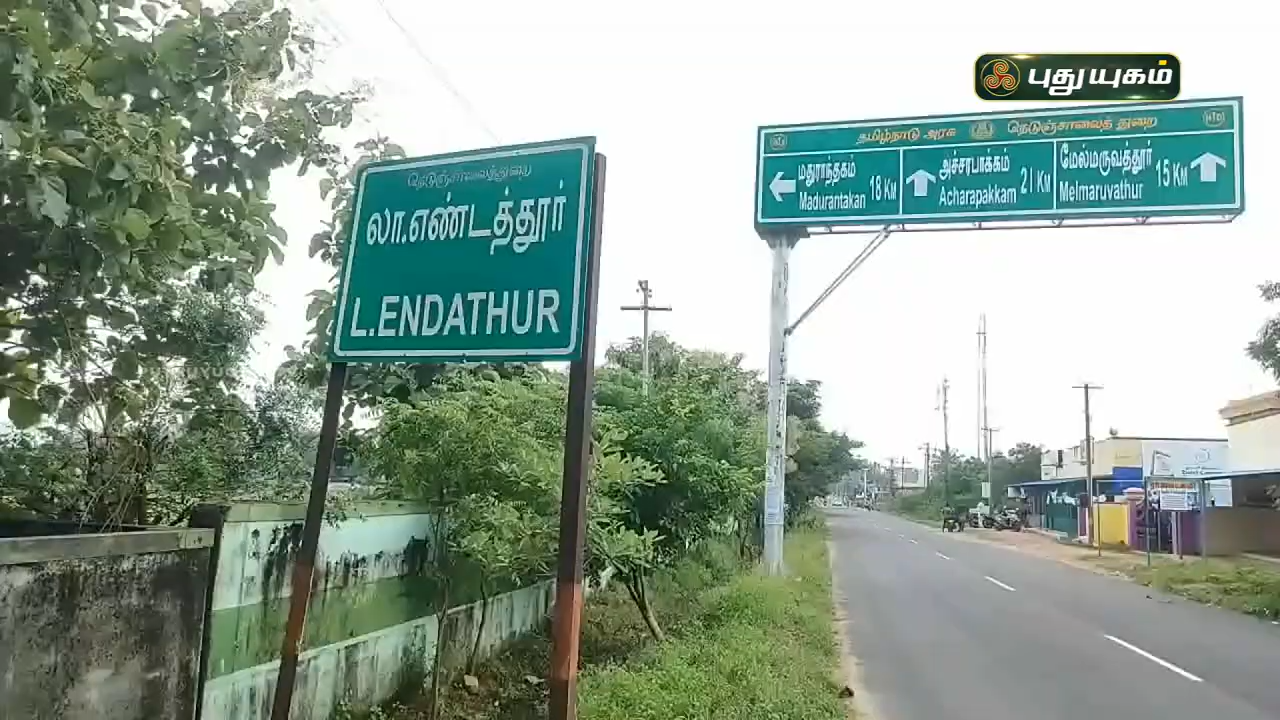 புதுயுகம்
நெடுஞ்சாலைத்துறை
லா.எண்டத்தூர்
L.ENDATHUR
தமிழ்நாடு அரசு நெடுஞ்சாலைத் துறை
மதுராந்தகம்
Madurantakan 18 KM
அச்சரபாக்கம்
Acharapakkam 21 KM
மேல்மருவத்தூர்
Melmaruvathur 15 KM